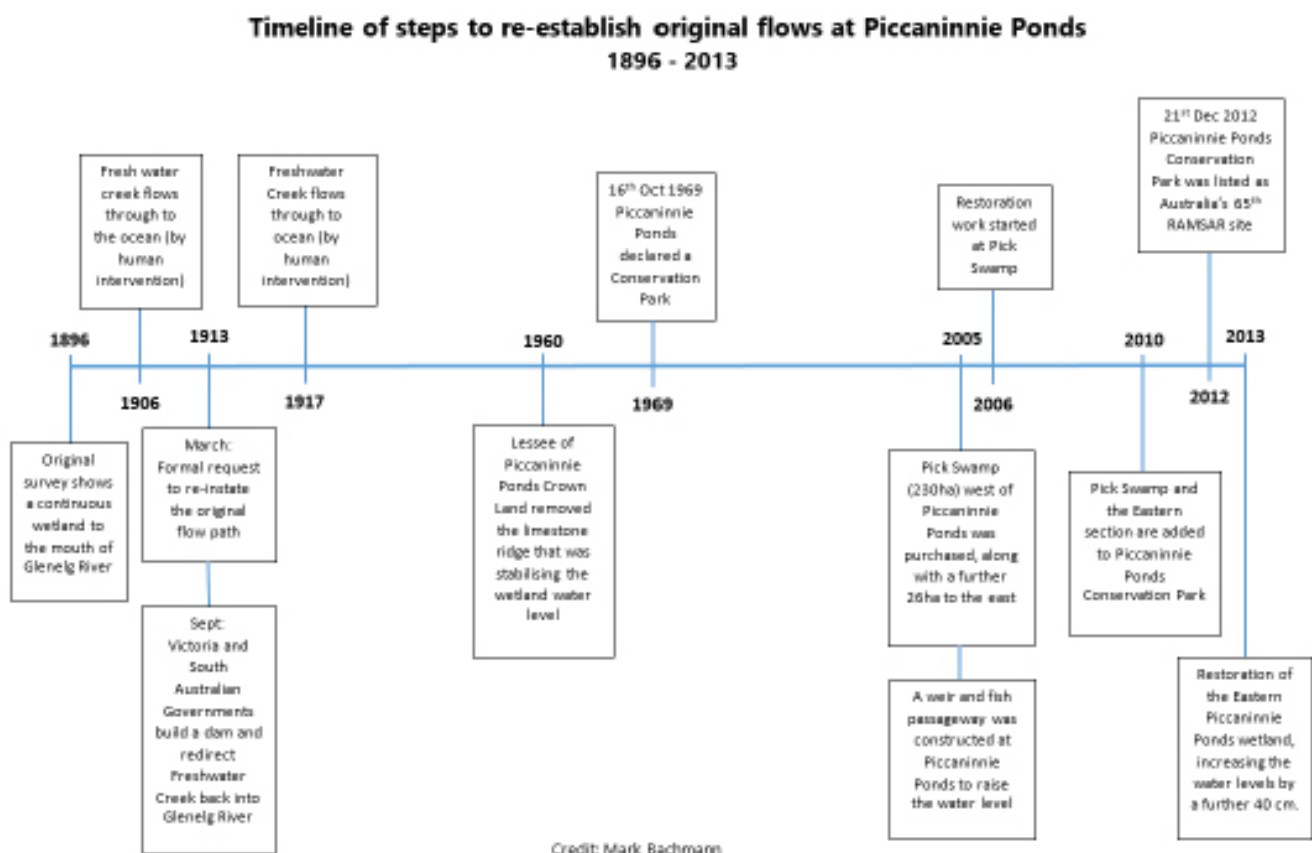 Timeline of steps to re-establish original flows at Piccaninnie Ponds
1896 - 2013
Fresh water
creek flows
through to
the ocean (by
human
intervention)
Freshwater
Creek flows
through to
ocean (by
human
intervention)
16th Oct 1969
Piccaninnie
Ponds
declared a
Conservation
Park
Restoration
work started
at Pick
Swamp
21st Dec 2012
Piccaninnie Ponds
Conservation
Park was listed as
Australia's 65th
RAMSAR site
1896
1913
1960
2005
2010
2013
1906
1917
1969
2006
2012
Original
survey shows
a continuous
wetland to
the mouth of
Glenelg River
March:
Formal request
to re-instate
the original
flow path
Sept:
Victoria and
South
Australian
Governments
build a dam and
redirect
Freshwater
Creek back into
Glenelg River
Lessee of
Piccaninnie
Ponds Crown
Land removed
the limestone
ridge that was
stabilising the
wetland water
level
Pick Swamp
(230ha) west of
Piccaninnie
Ponds was
purchased, along
with a further
26ha to the east
A weir and fish
passageway was
constructed at
Piccaninnie
Ponds to raise
the water level
Pick Swamp and
the Eastern
section are added
to Piccaninnie
Ponds
Conservation Park
Restoration of
the Eastern
Piccaninnie
Ponds wetland,
increasing the
water levels by
a further 40 cm.
Credit: Mark Bachmann